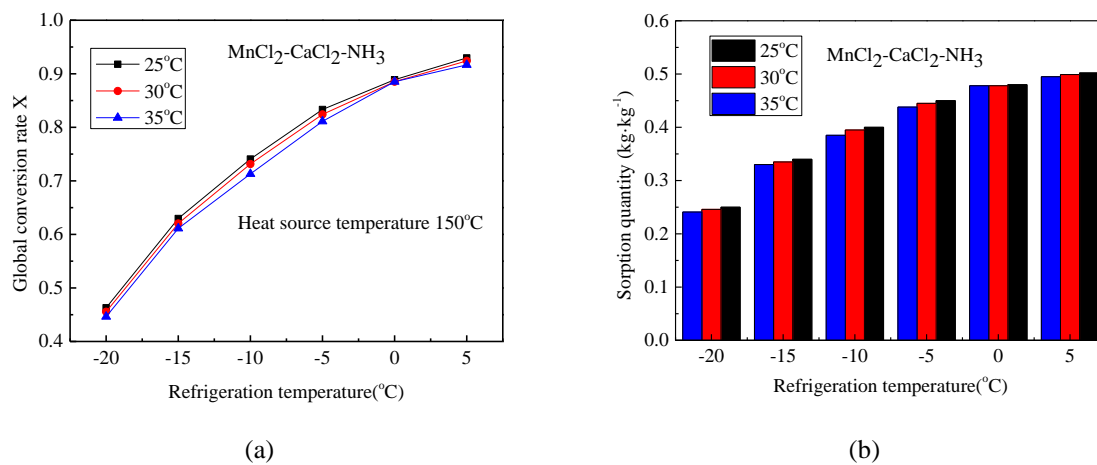 1.0
0.9
0.8
0.7
0.6
0.5
0.4
Global conversion rate X
MnCl2-CaCl2-NH3
25°C
30°C
35°C
Heat source temperature 150°C
-20 -15 -10 -5 0 5
Refrigeration temperature(°C)
(a)
0.6
0.5
0.4
0.3
0.2
0.1
0.0
Sorption quantity (kg·kg-1)
MnCl2-CaCl2-NH3
25°C
30°C
35°C
-20 -15 -10 -5 0 5
Refrigeration temperature(°C)
(b)